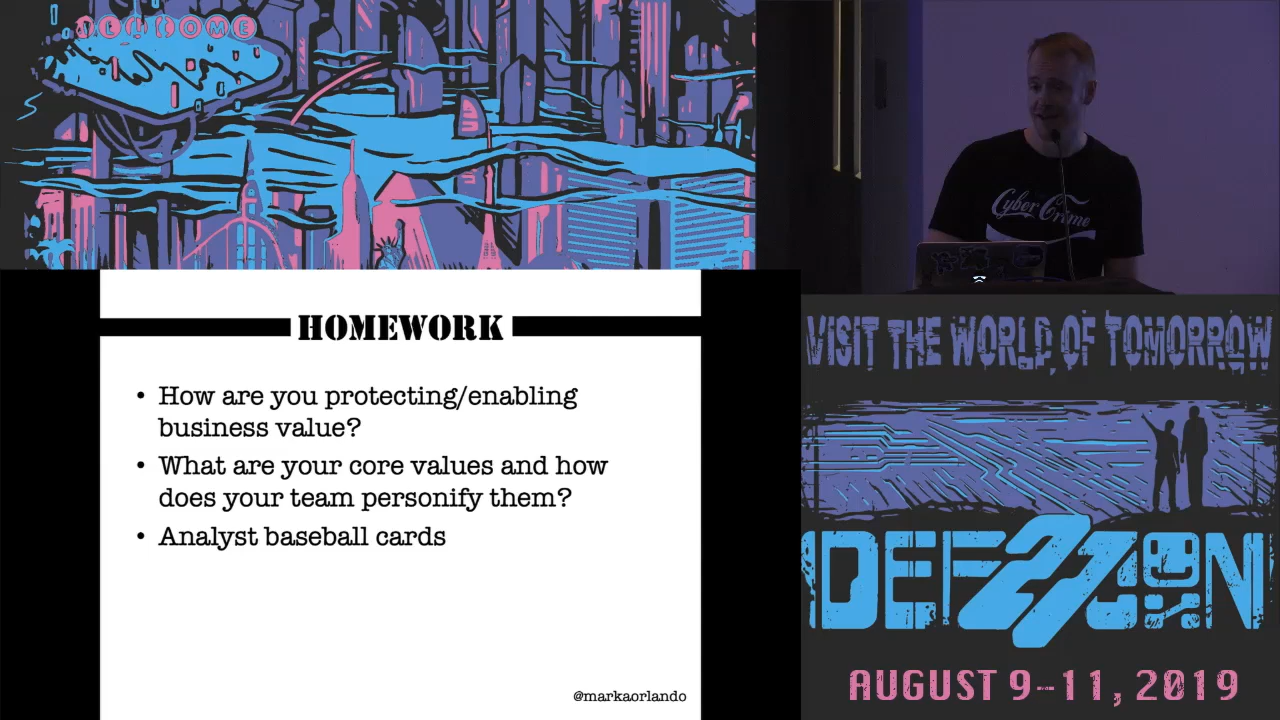 WELCOME
Cyber Crime
HOMEWORK
• How are you protecting/enabling
business value?
• What are your core values and how
does your team personify them?
• Analyst baseball cards
@markaorlando
VISIT THE WORLD OF TOMORROW
DEF CON
27
AUGUST 9-11, 2019